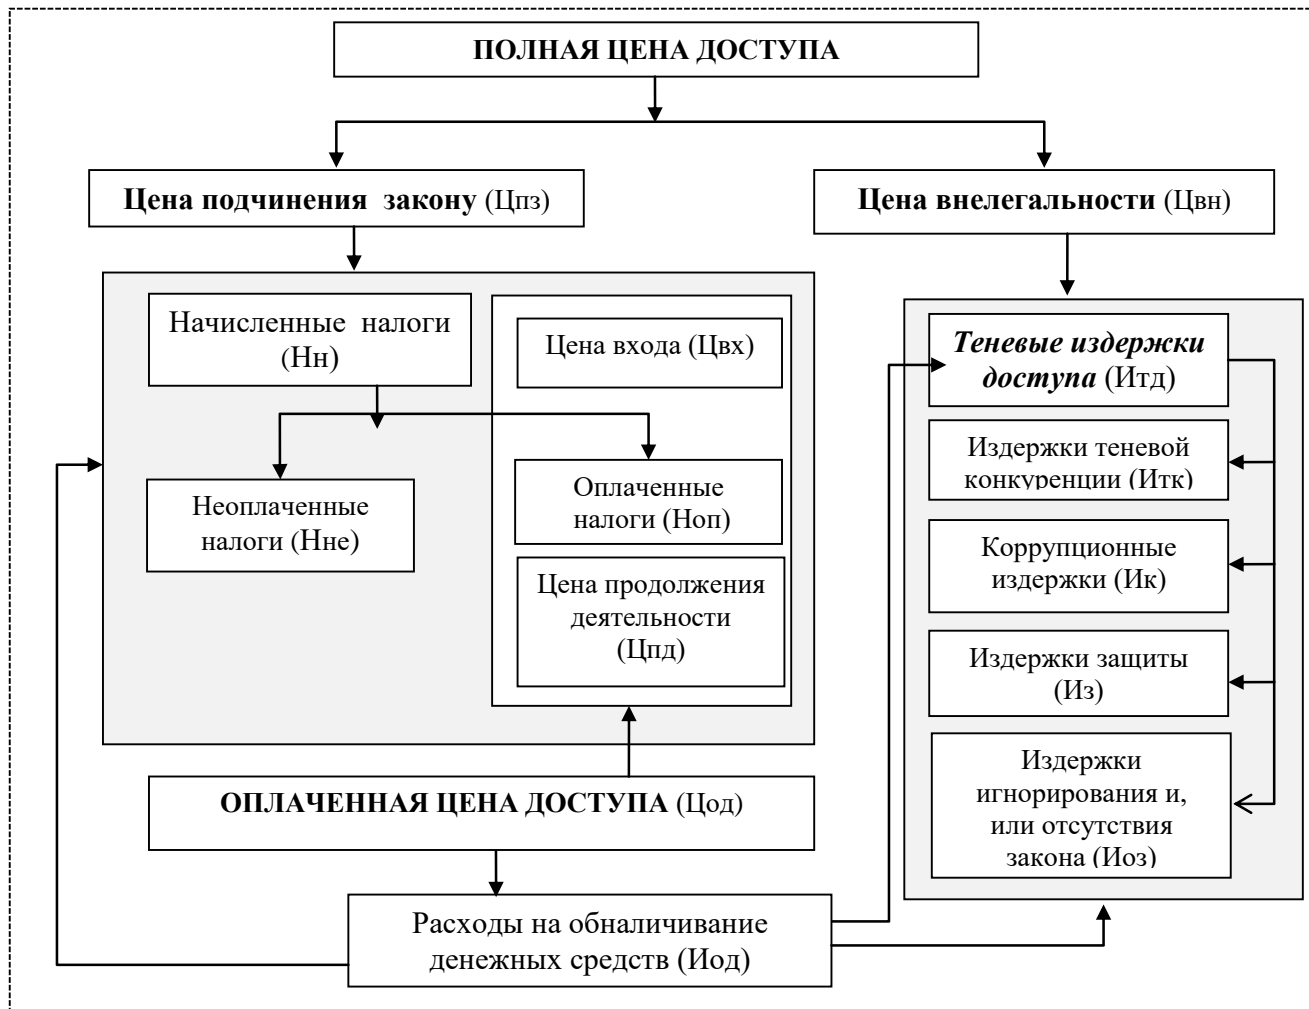 ПОЛНАЯ ЦЕНА ДОСТУПА
Цена подчинения закону (Цпз)
Цена внелегальности (Цвн)
Начисленные налоги
(Нн)
Цена входа (Цвх)
Неоплаченные
налоги (Нне)
Оплаченные
налоги (Ноп)
Цена продолжения
деятельности
(Цпд)
Теневые издержки
доступа (Итд)
Издержки теневой
конкуренции (Итк)
Коррупционные
издержки (Ик)
Издержки защиты
(Из)
Издержки
игнорирования и,
или отсутствия
закона (Иоз)
ОПЛАЧЕННАЯ ЦЕНА ДОСТУПА (Цод)
Расходы на обналичивание
денежных средств (Иод)